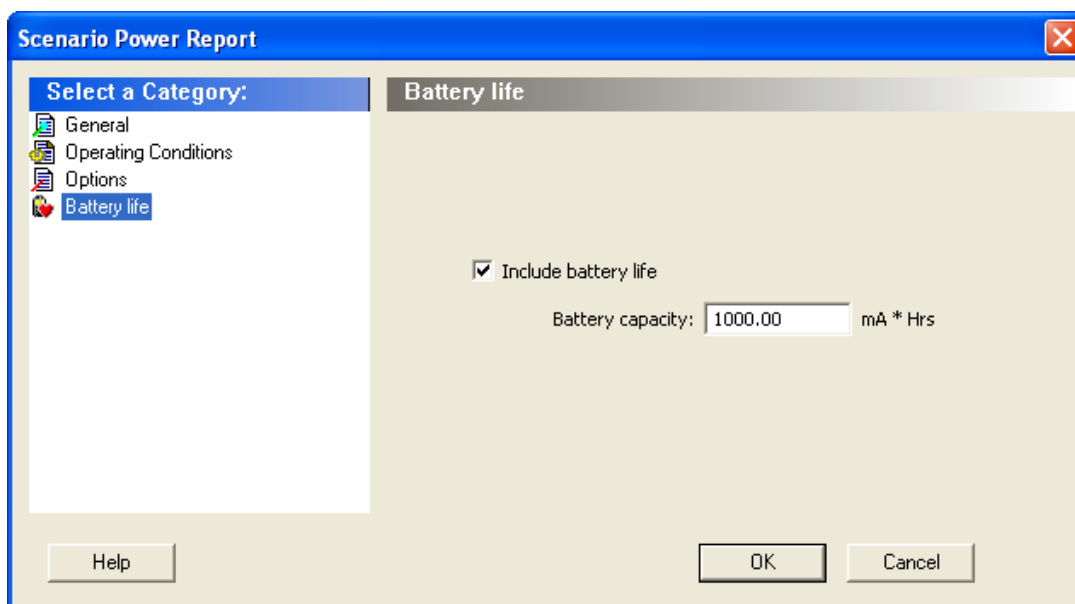 Scenario Power Report
Select a Category:
General
Operating Conditions
Options
Battery life
Battery life
Include battery life
Battery capacity: 1000.00 mA * Hrs
Help
OK
Cancel